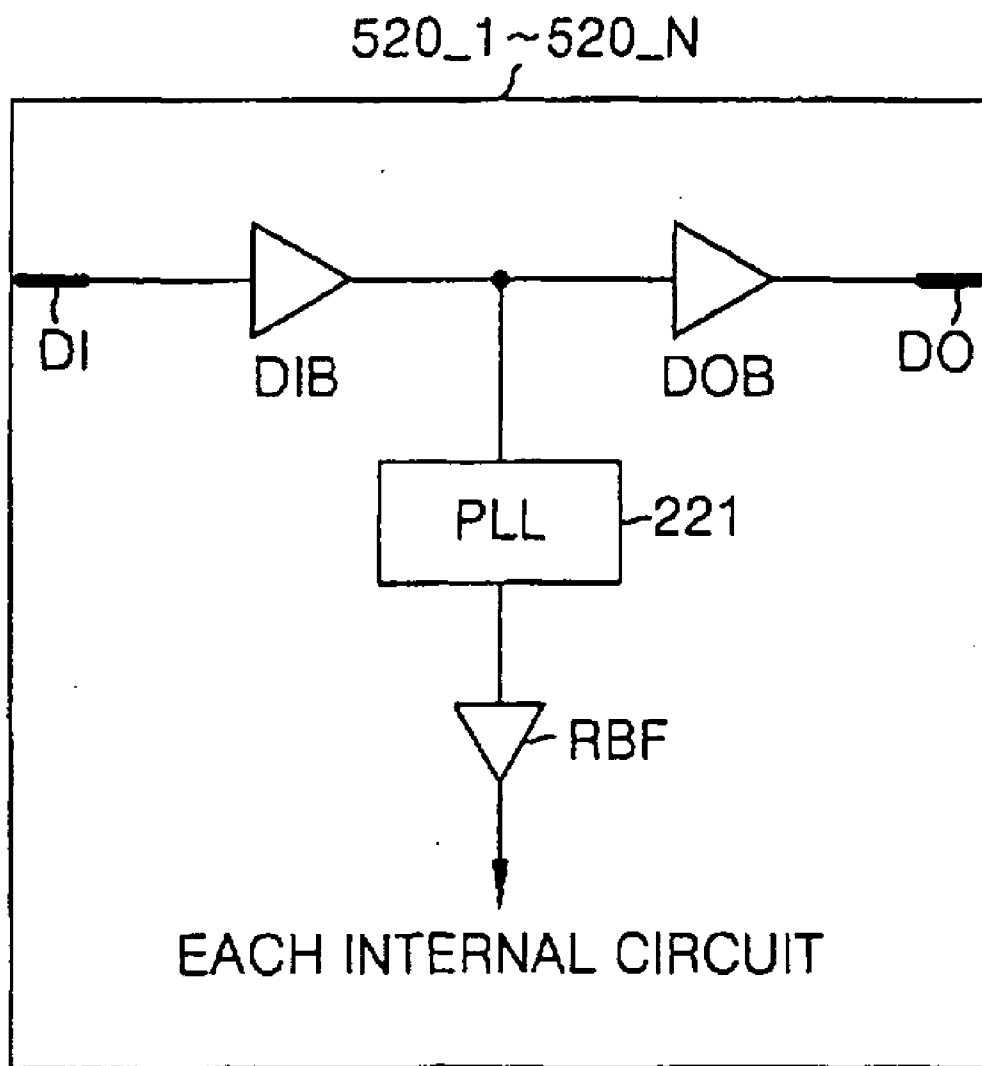 520_1~520_N
DI
DIB
DOB
DO
PLL
221
RBF
EACH INTERNAL CIRCUIT